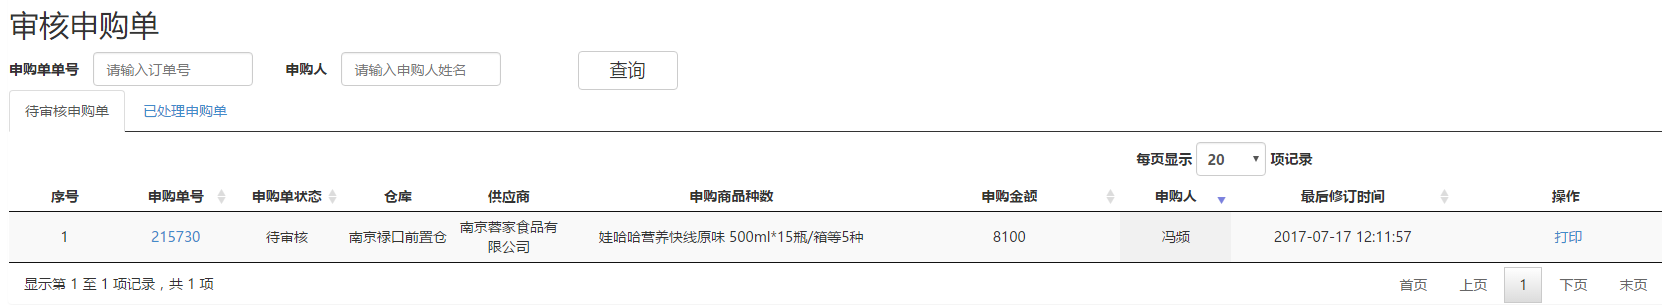 审核申购单
申购单单号 请输入订单号 申购人 请输入申购人姓名 查询
待审核申购单 已处理申购单
每页显示 20 项记录
序号 申购单号 申购单状态 仓库 供应商 申购商品种数 申购金额 申购人 最后修订时间 操作
1 215730 待审核 南京禄口前置仓 南京蓉家食品有 娃哈哈营养快线原味 500ml*15瓶/箱等5种 8100 冯频 2017-07-17 12:11:57 打印
限公司
显示第 1 至 1 项记录，共 1 项 首页 上页 1 下页 末页